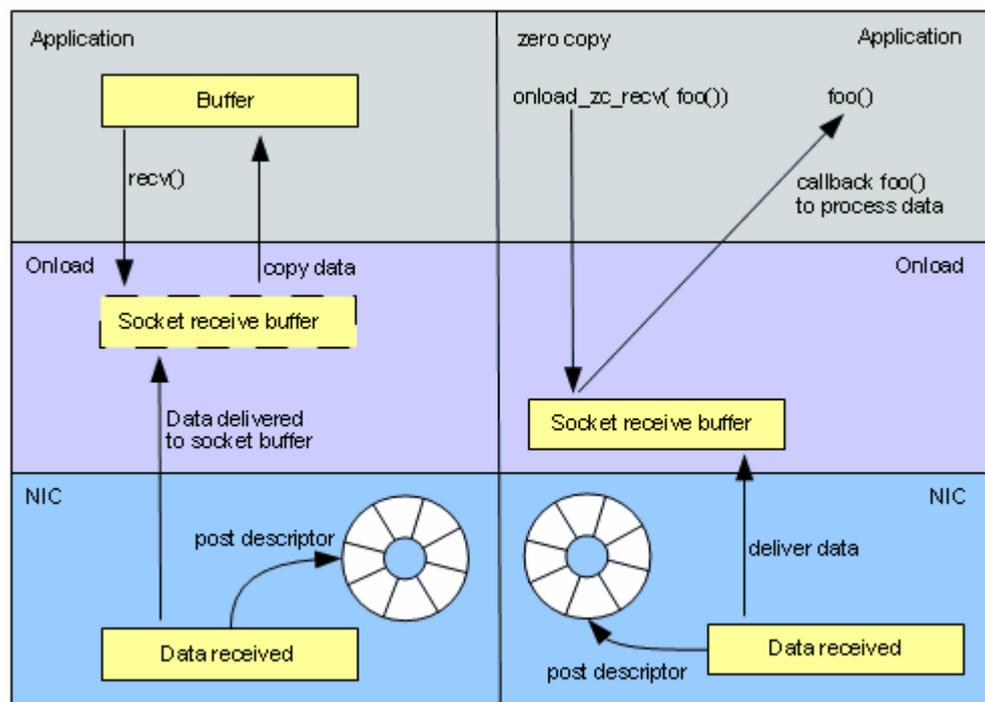 Application
Buffer
recv()
copy data
Onload
Socket receive buffer
Data delivered
to socket buffer
NIC
post descriptor
Data received
zero copy
Application
onload_zc_recv( foo())
foo()
callback foo()
to process data
Onload
Socket receive buffer
NIC
deliver data
post descriptor
Data received